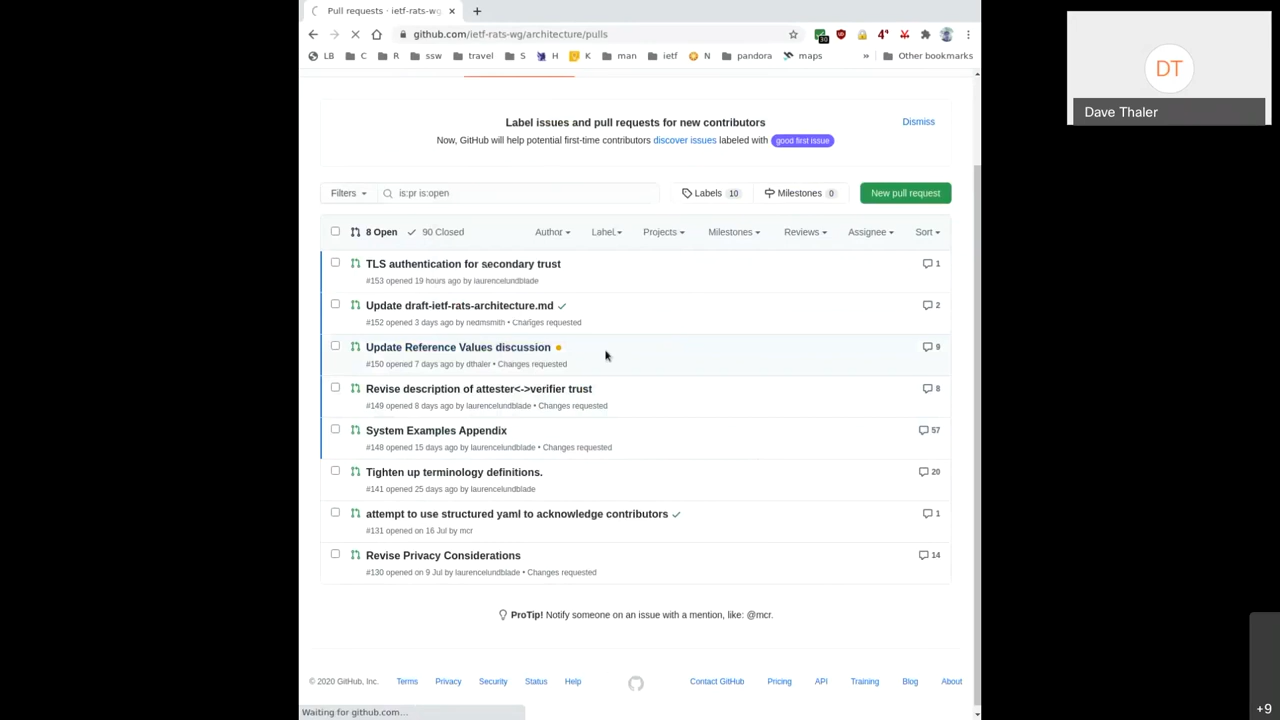 Pull requests · ietf-rats-wg
github.com/ietf-rats-wg/architecture/pulls
LB C R ssw travel S H K man ietf N pandora maps » Other bookmarks
Label issues and pull requests for new contributors
Dismiss
Now, GitHub will help potential first-time contributors discover issues labeled with good first issue
Filters is:pr is:open Labels 10 Milestones 0 New pull request
8 Open 90 Closed Author Label Projects Milestones Reviews Assignee Sort
TLS authentication for secondary trust 1
#153 opened 19 hours ago by laurencelundblade
Update draft-ietf-rats-architecture.md 2
#152 opened 3 days ago by nedmsmith • Changes requested
Update Reference Values discussion 9
#150 opened 7 days ago by dthaler • Changes requested
Revise description of attester<->verifier trust 8
#149 opened 8 days ago by laurencelundblade • Changes requested
System Examples Appendix 57
#148 opened 15 days ago by laurencelundblade • Changes requested
Tighten up terminology definitions. 20
#141 opened 25 days ago by laurencelundblade
attempt to use structured yaml to acknowledge contributors 1
#131 opened on 16 Jul by mcr
Revise Privacy Considerations 14
#130 opened on 9 Jul by laurencelundblade • Changes requested
ProTip! Notify someone on an issue with a mention, like: @mcr.
© 2020 GitHub, Inc. Terms Privacy Security Status Help Contact GitHub Pricing API Training Blog About
Waiting for github.com...
DT
Dave Thaler
+9